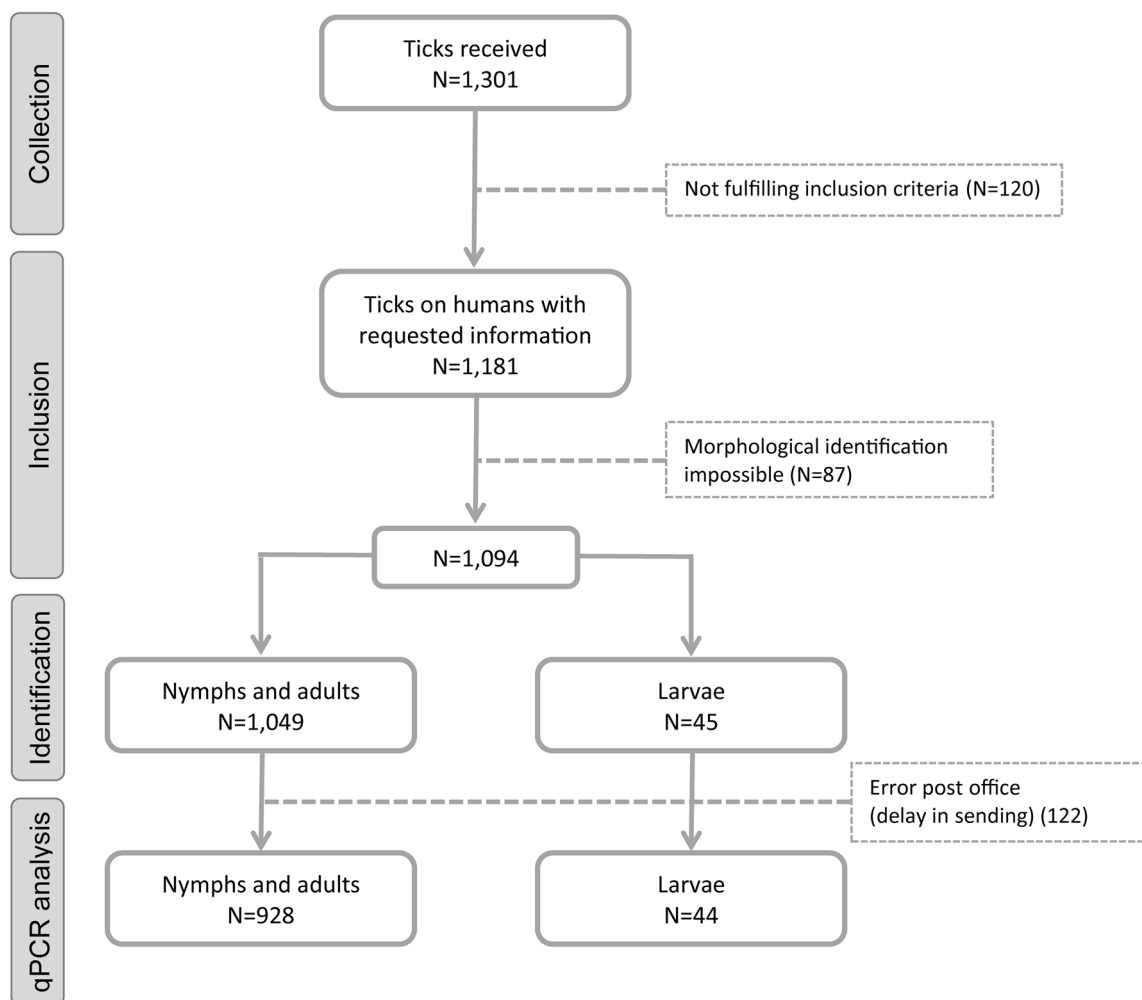 Collection
Ticks received
N=1,301
Not fulfilling inclusion criteria (N=120)
Inclusion
Ticks on humans with
requested information
N=1,181
Morphological identification
impossible (N=87)
N=1,094
Identification
Nymphs and adults
N=1,049
Larvae
N=45
Error post office
(delay in sending) (122)
qPCR analysis
Nymphs and adults
N=928
Larvae
N=44